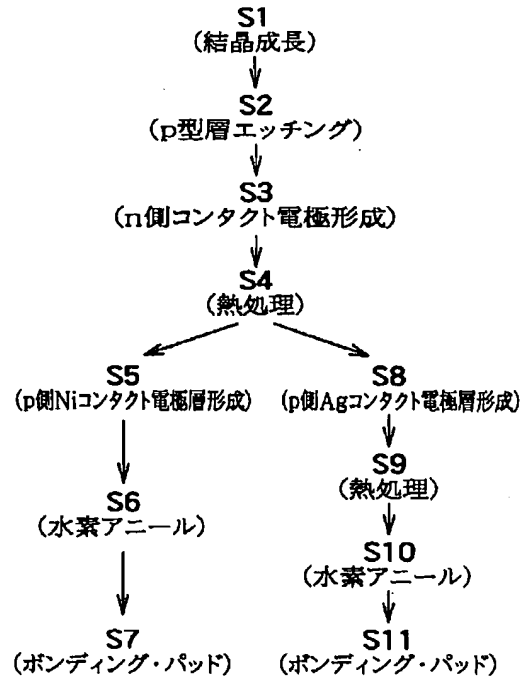 S1
(結晶成長)
S2
(p型層エッチング)
S3
(n側コンタクト電極形成)
S4
(熱処理)
S5
(p側Niコンタクト電極層形成)
S6
(水素アニール)
S7
(ボンディング・パッド)
S8
(p側Agコンタクト電極層形成)
S9
(熱処理)
S10
(水素アニール)
S11
(ボンディング・パッド)